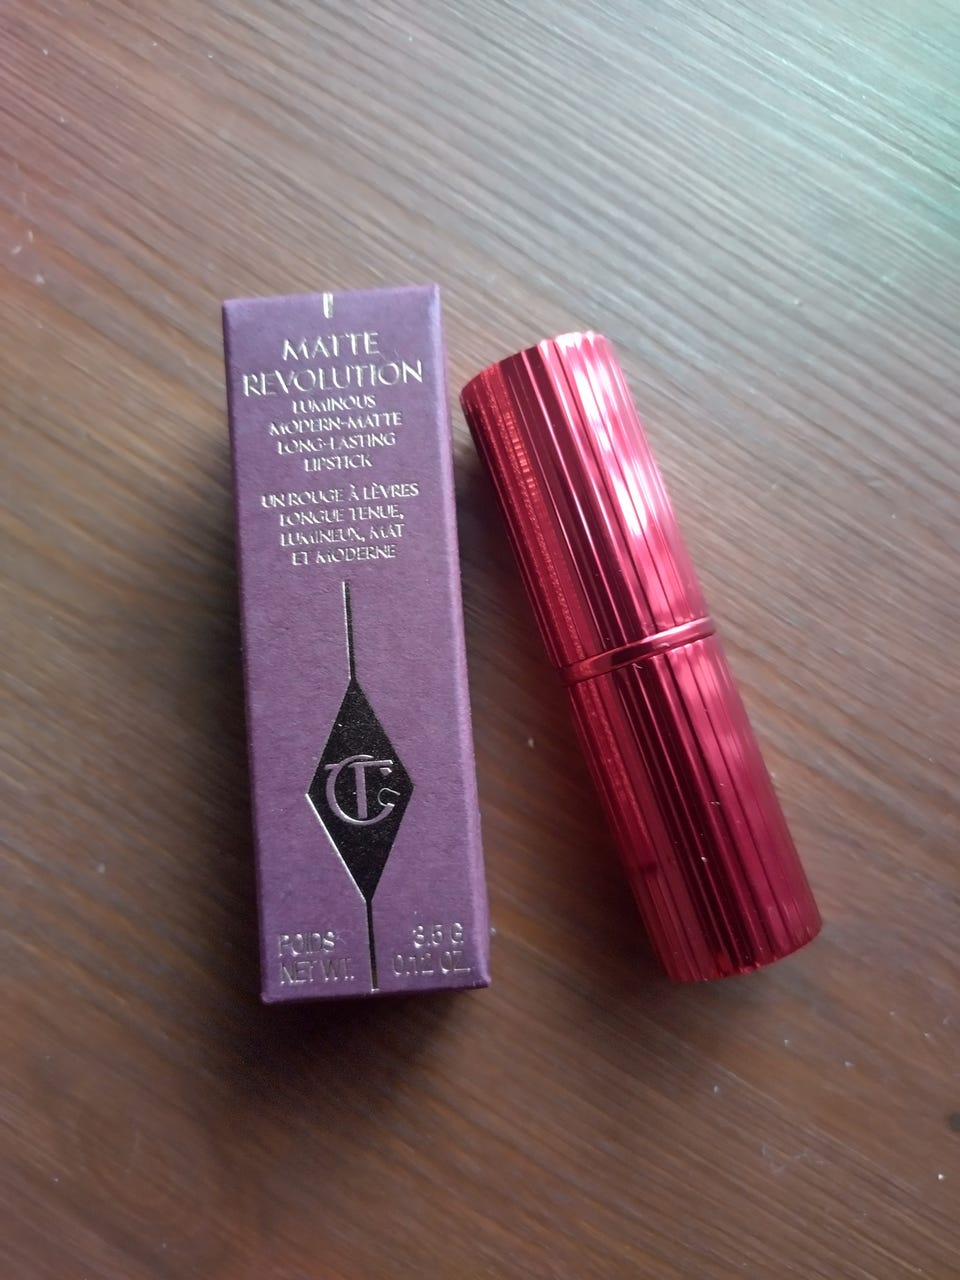 MATTE
REVOLUTION
LUMINOUS
MODERN-MATTE
LONG-LASTING
LIPSTICK
UN ROUGE À LÈVRES
LONGUE TENUE,
LUMINEUX, MAT
ET MODERNE
CT
POIDS 3.5 G
NET WT. 0.12 OZ.